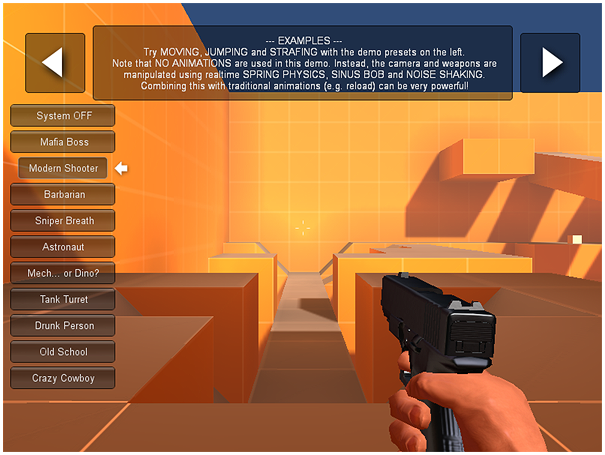 --- EXAMPLES ---
Try MOVING, JUMPING and STRAFING with the demo presets on the left.
Note that NO ANIMATIONS are used in this demo. Instead, the camera and weapons are
manipulated using realtime SPRING PHYSICS, SINUS BOB and NOISE SHAKING.
Combining this with traditional animations (e.g. reload) can be very powerful!
System OFF
Mafia Boss
Modern Shooter
Barbarian
Sniper Breath
Astronaut
Mech... or Dino?
Tank Turret
Drunk Person
Old School
Crazy Cowboy